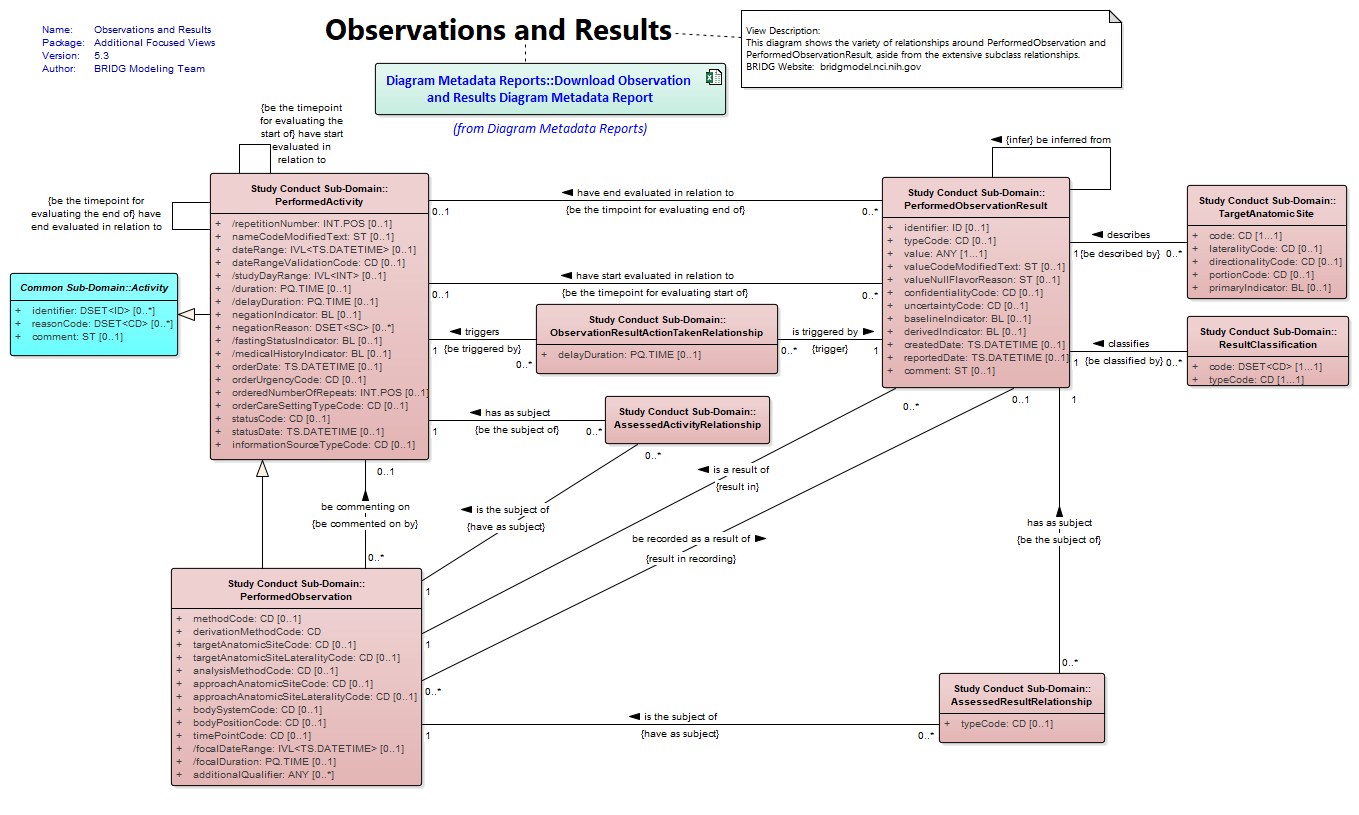 Name: Observations and Results
Package: Additional Focused Views
Version: 5.3
Author: BRIDG Modeling Team
Observations and Results
View Description:
This diagram shows the variety of relationships around PerformedObservation and
PerformedObservationResult, aside from the extensive subclass relationships.
BRIDG Website: bridgmodel.nci.nih.gov
Diagram Metadata Reports::Download Observation
and Results Diagram Metadata Report
(from Diagram Metadata Reports)
{be the timepoint
for evaluating the
start of} have start
evaluated in
relation to
{be the timepoint for
evaluating the end of} have
end evaluated in relation to
Common Sub-Domain::Activity
+ identifier: DSET<ID> [0..*]
+ reasonCode: DSET<CD> [0..*]
+ comment: ST [0..1]
Study Conduct Sub-Domain::
PerformedActivity
+ /repetitionNumber: INT.POS [0..1]
+ nameCodeModifiedText: ST [0..1]
+ dateRange: IVL<TS.DATETIME> [0..1]
+ dateRangeValidationCode: CD [0..1]
+ /studyDayRange: IVL<INT> [0..1]
+ /duration: PQ.TIME [0..1]
+ /delayDuration: PQ.TIME [0..1]
+ negationIndicator: BL [0..1]
+ negationReason: DSET<SC> [0..*]
+ /fastingStatusIndicator: BL [0..1]
+ /medicalHistoryIndicator: BL [0..1]
+ orderDate: TS.DATETIME [0..1]
+ orderUrgencyCode: CD [0..1]
+ orderedNumberOfRepeats: INT.POS [0..1]
+ orderCareSettingTypeCode: CD [0..1]
+ statusCode: CD [0..1]
+ statusDate: TS.DATETIME [0..1]
+ informationSourceTypeCode: CD [0..1]
have end evaluated in relation to
0..1 {be the timpoint for evaluating end of} 0..*
have start evaluated in relation to
0..1 {be the timepoint for evaluating start of} 0..*
triggers
1 {be triggered by}
0..*
Study Conduct Sub-Domain::
ObservationResultActionTakenRelationship
+ delayDuration: PQ.TIME [0..1]
is triggered by
0..* {trigger} 1
has as subject
1 {be the subject of} 0..*
Study Conduct Sub-Domain::
AssessedActivityRelationship
0..*
{infer} be inferred from
Study Conduct Sub-Domain::
PerformedObservationResult
+ identifier: ID [0..1]
+ typeCode: CD [0..1]
+ value: ANY [1...1]
+ valueCodeModifiedText: ST [0..1]
+ valueNullFlavorReason: ST [0..1]
+ confidentialityCode: CD [0..1]
+ uncertaintyCode: CD [0..1]
+ baselineIndicator: BL [0..1]
+ derivedIndicator: BL [0..1]
+ createdDate: TS.DATETIME [0..1]
+ reportedDate: TS.DATETIME [0..1]
+ comment: ST [0..1]
describes
1 {be described by} 0..*
Study Conduct Sub-Domain::
TargetAnatomicSite
+ code: CD [1...1]
+ lateralityCode: CD [0..1]
+ directionalityCode: CD [0..1]
+ portionCode: CD [0..1]
+ primaryIndicator: BL [0..1]
classifies
1 {be classified by} 0..*
Study Conduct Sub-Domain::
ResultClassification
+ code: DSET<CD> [1...1]
+ typeCode: CD [1...1]
0..* 0..1 1
0..1
be commenting on
{be commented on by}
0..*
is the subject of
{have as subject}
1
is a result of
{result in}
1
be recorded as a result of
{result in recording}
0..*
has as subject
{be the subject of}
0..*
Study Conduct Sub-Domain::
PerformedObservation
+ methodCode: CD [0..1]
+ derivationMethodCode: CD
+ targetAnatomicSiteCode: CD [0..1]
+ targetAnatomicSiteLateralityCode: CD [0..1]
+ analysisMethodCode: CD [0..1]
+ approachAnatomicSiteCode: CD [0..1]
+ approachAnatomicSiteLateralityCode: CD [0..1]
+ bodySystemCode: CD [0..1]
+ bodyPositionCode: CD [0..1]
+ timePointCode: CD [0..1]
+ /focalDateRange: IVL<TS.DATETIME> [0..1]
+ /focalDuration: PQ.TIME [0..1]
+ additionalQualifier: ANY [0..*]
is the subject of
1 {have as subject} 0..*
Study Conduct Sub-Domain::
AssessedResultRelationship
+ typeCode: CD [0..1]